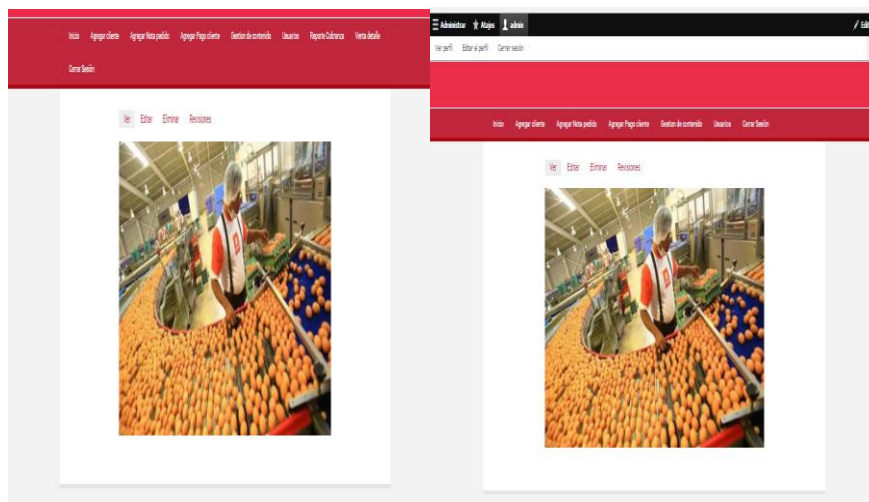 Inicio Agregar cliente Agregar Nota pedido Agregar Pago cliente Gestion de contenido Usuarios Reporte Cobranza Venta detalle
Cerrar Sesión
Ver Editar Eliminar Revisiones
Administrar Atajos admin Edit
Ver perfil Editar el perfil Cerrar sesión
Inicio Agregar cliente Agregar Nota pedido Agregar Pago cliente Gestion de contenido Usuarios Cerrar Sesión
Ver Editar Eliminar Revisiones